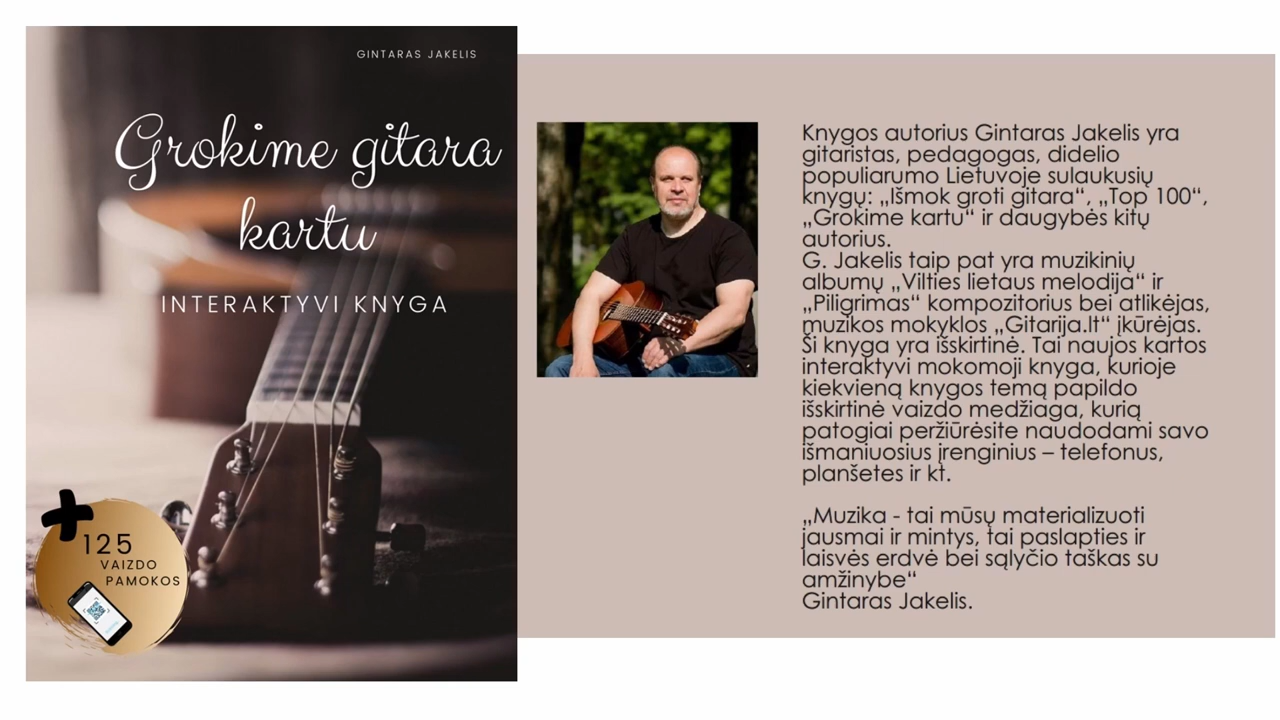 GINTARAS JAKELIS
Grokime gitara
kartu
INTERAKTYVI KNYGA
125
VAIZDO
PAMOKOS
Knygos autorius Gintaras Jakelis yra
gitaristas, pedagogas, didelio
populiarumo Lietuvoje sulaukusių
knygų: „Išmok groti gitara“, „Top 100“,
„Grokime kartu“ ir daugybės kitų
autorius.
G. Jakelis taip pat yra muzikinių
albumų „Vilties lietaus melodija“ ir
„Piligrimas“ kompozitorius bei atlikėjas,
muzikos mokyklos „Gitarija.lt“ įkūrėjas.
Ši knyga yra išskirtinė. Tai naujos kartos
interaktyvi mokomoji knyga, kurioje
kiekvieną knygos temą papildo
išskirtinė vaizdo medžiaga, kurią
patogiai peržiūrėsite naudodami savo
išmaniuosius įrenginius – telefonus,
planšetes ir kt.
„Muzika - tai mūsų materializuoti
jausmai ir mintys, tai paslapties ir
laisvės erdvė bei sąlyčio taškas su
amžinybe“
Gintaras Jakelis.